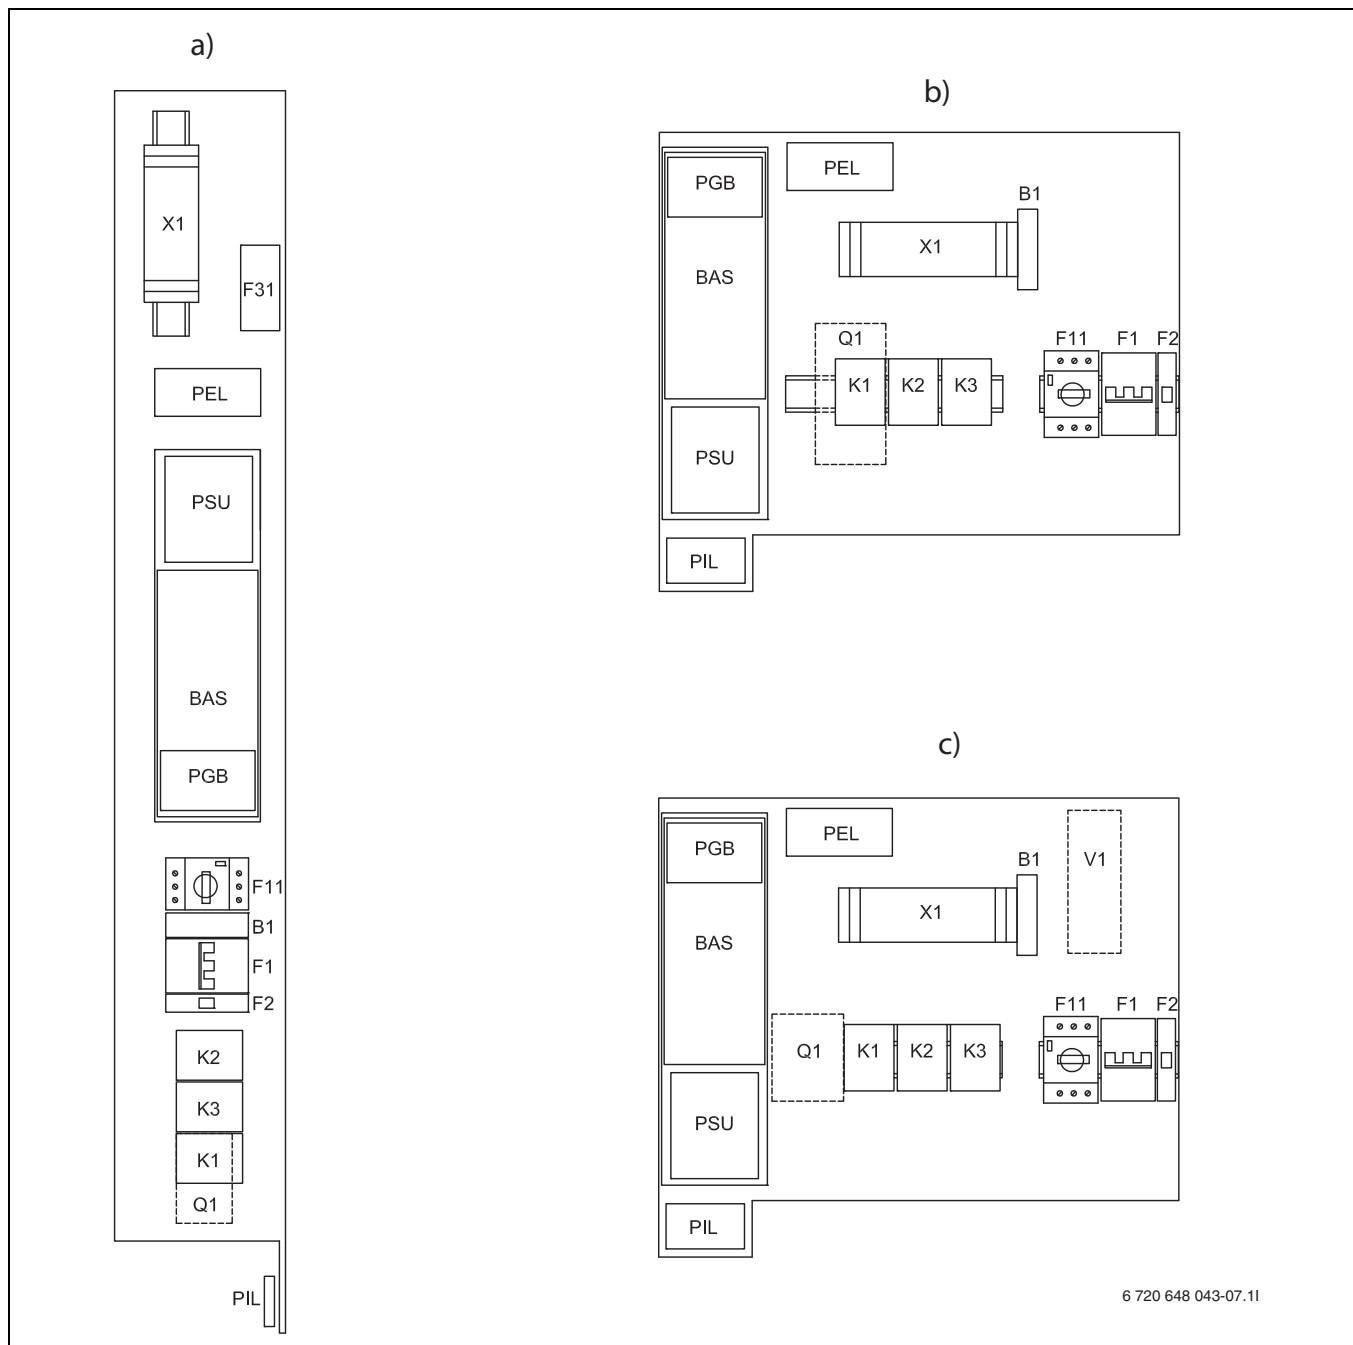 a)
X1
F31
PEL
PSU
BAS
PGB
F11
B1
F1
F2
K2
K3
K1
Q1
PIL
b)
PGB
PEL
B1
BAS
X1
Q1
F11
F1
F2
K1
K2
K3
PSU
PIL
c)
PGB
PEL
B1
V1
BAS
X1
F11
F1
F2
Q1
K1
K2
K3
PSU
PIL
6 720 648 043-07.1I